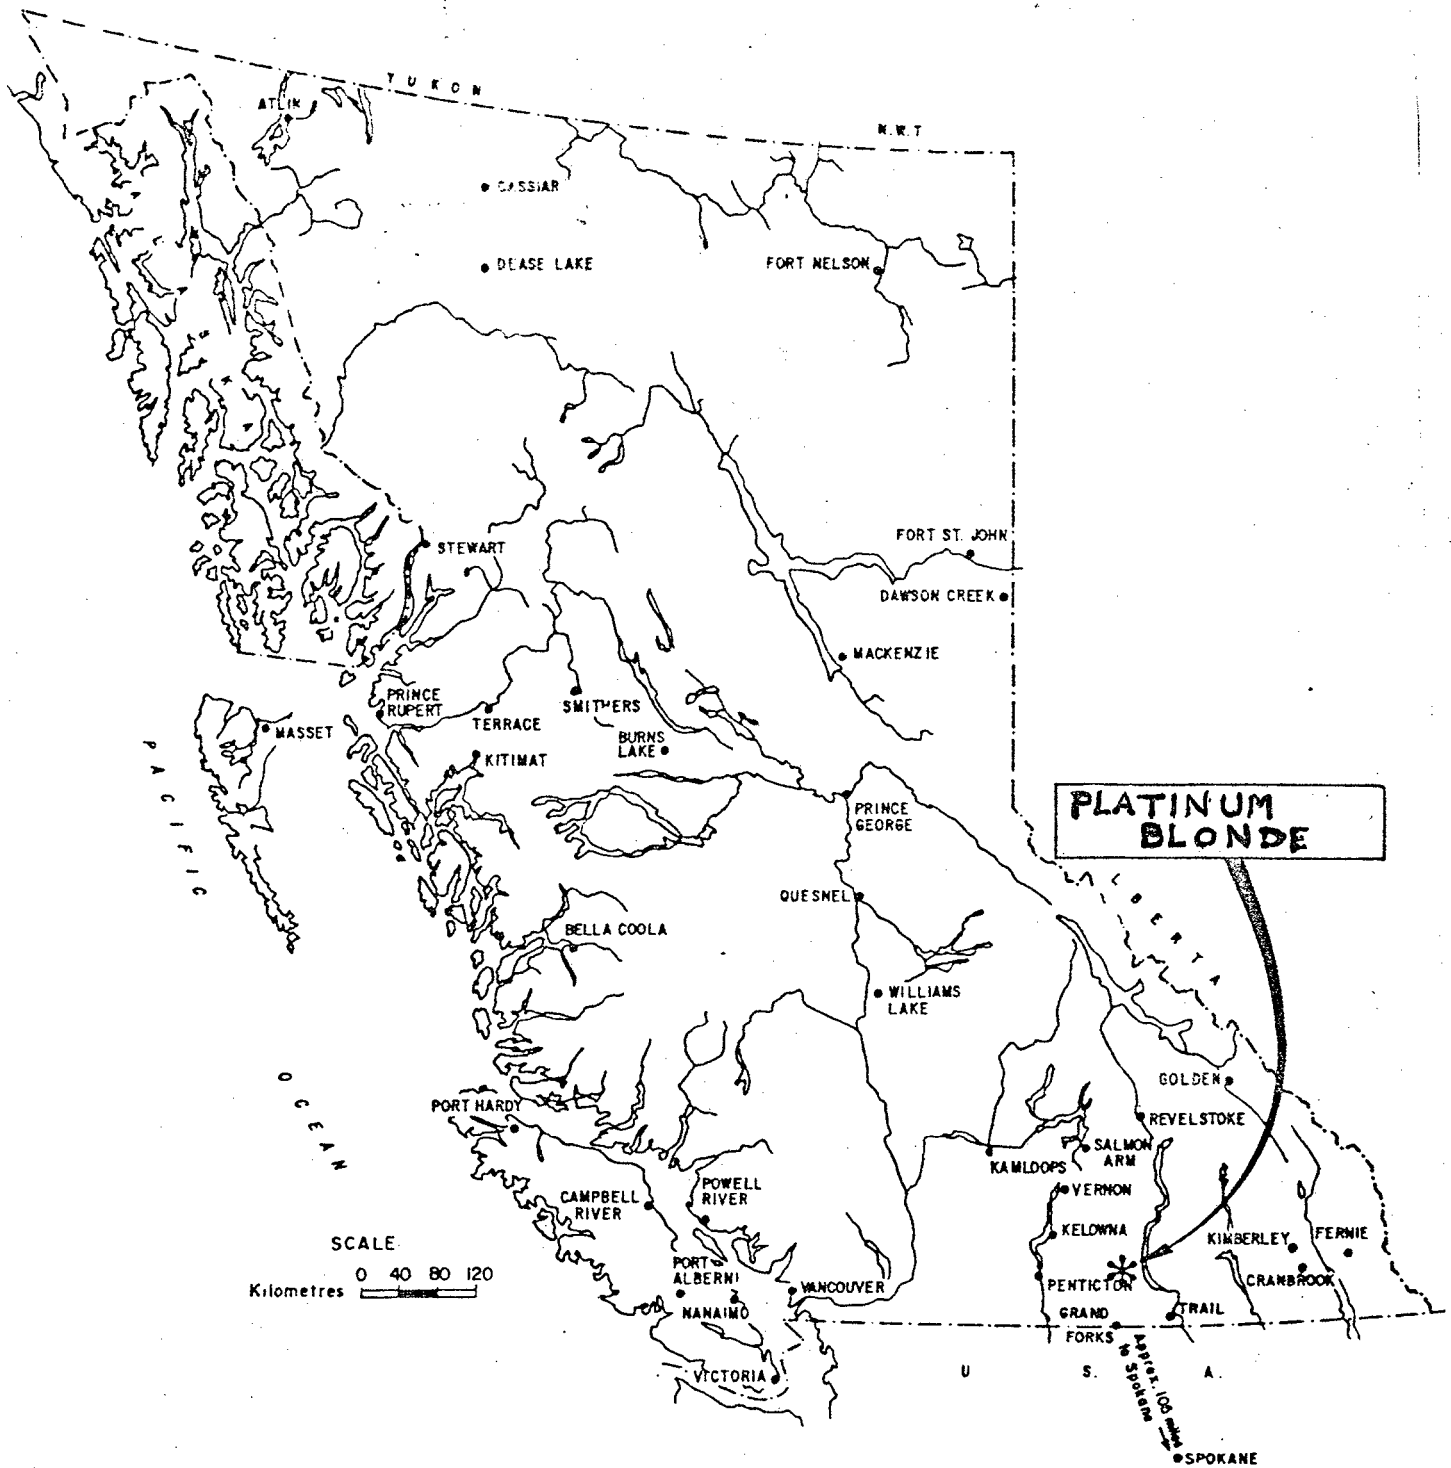 YUKON
N.W.T
ATLIN
CASSIAR
DEASE LAKE
FORT NELSON
ALASKA
STEWART
FORT ST. JOHN
DAWSON CREEK
MACKENZIE
PRINCE
RUPERT
TERRACE
SMITHERS
MASSET
BURNS
LAKE
KITIMAT
PACIFIC
PRINCE
GEORGE
PLATINUM
BLONDE
ALBERTA
QUESNEL
BELLA COOLA
WILLIAMS
LAKE
OCEAN
GOLDEN
PORT HARDY
REVELSTOKE
KAMLOOPS
SALMON
ARM
CAMPBELL
RIVER
POWELL
RIVER
VERNON
KELOWNA
KIMBERLEY
FERNIE
SCALE
Kilometres 0 40 80 120
PORT
ALBERNI
NANAIMO
VANCOUVER
PENTICTON
CRANBROOK
GRAND
FORKS
TRAIL
VICTORIA
U. S. A.
Approx. 105 miles
to Spokane
SPOKANE